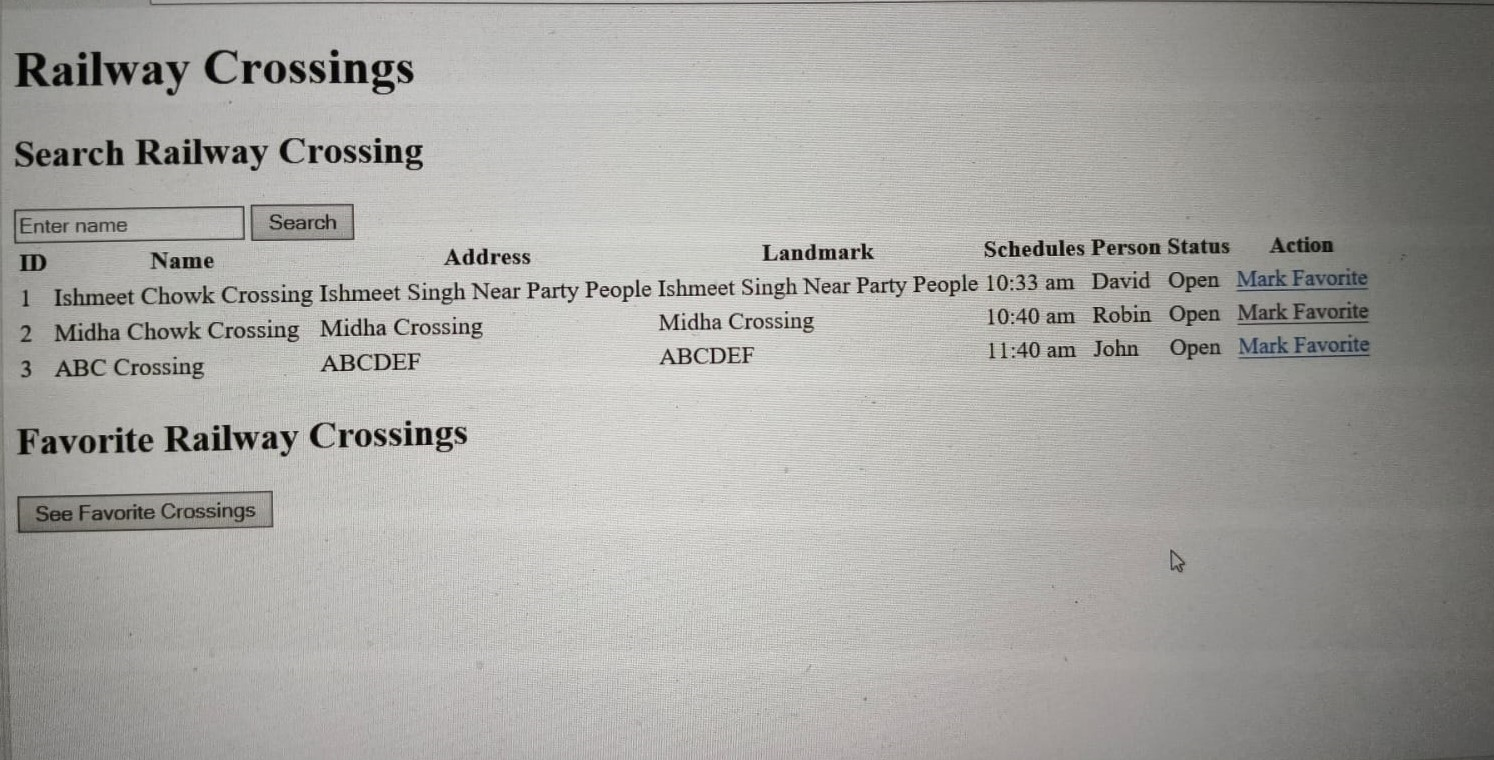 Railway Crossings
Search Railway Crossing
Enter name Search
ID Name Address Landmark Schedules Person Status Action
1 Ishmeet Chowk Crossing Ishmeet Singh Near Party People Ishmeet Singh Near Party People 10:33 am David Open Mark Favorite
2 Midha Chowk Crossing Midha Crossing Midha Crossing 10:40 am Robin Open Mark Favorite
3 ABC Crossing ABCDEF ABCDEF 11:40 am John Open Mark Favorite
Favorite Railway Crossings
See Favorite Crossings